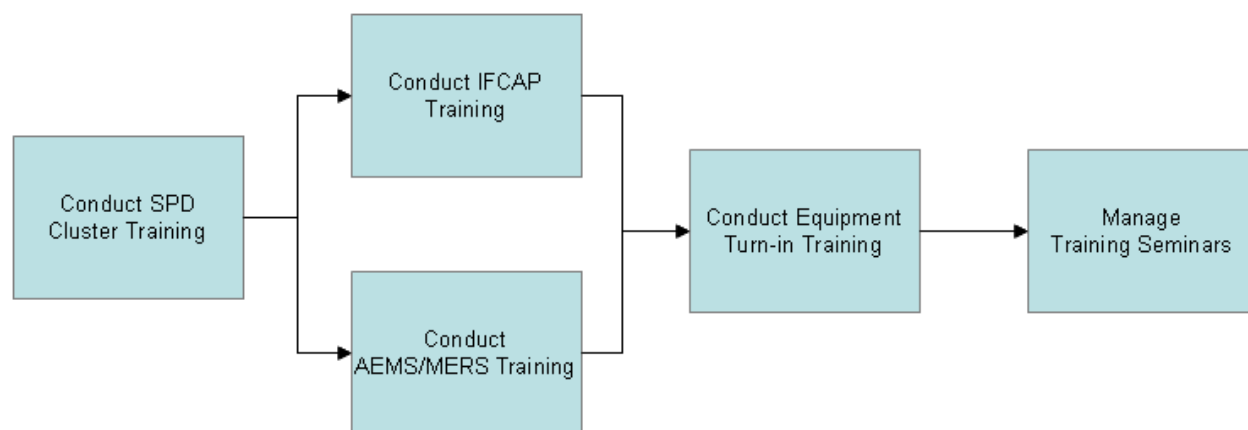 Conduct IFCAP
Training
Conduct SPD
Cluster Training
Conduct Equipment
Turn-in Training
Manage
Training Seminars
Conduct
AEMS/MERS Training